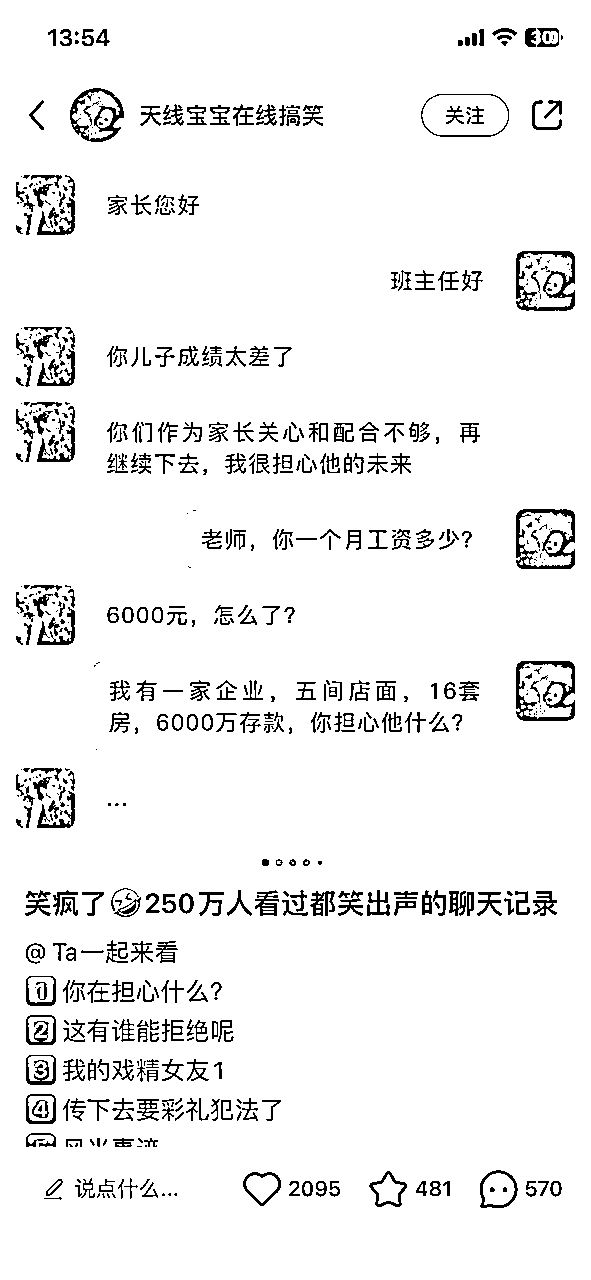 13:54
天线宝宝在线搞笑
关注
家长您好
班主任好
你儿子成绩太差了
你们作为家长关心和配合不够，再
继续下去，我很担心他的未来
老师，你一个月工资多少？
6000元，怎么了？
我有一家企业，五间店面，16套
房，6000万存款，你担心他什么？
...
笑疯了🤣250万人看过都笑出声的聊天记录
@ Ta一起来看
1 你在担心什么？
2 这有谁能拒绝呢
3 我的戏精女友1
4 传下去要彩礼犯法了
说点什么...
2095
481
570